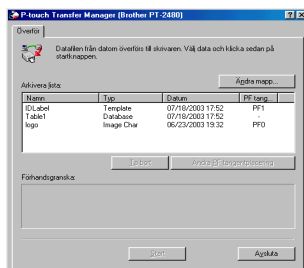 P-touch Transfer Manager (Brother PT-2480)
Överför
Datafilen från datorn överförs till skrivaren. Välj data och klicka sedan på
startknappen.
Ändra mapp...
Arkivera lista:
Namn Typ Datum PF tang...
IDLabel Template 07/18/2003 17:52 PF1
Table1 Database 07/18/2003 17:52 -
logo Image Char 06/23/2003 19:32 PF0
Ta bort
Ändra PF tangentplacering
Förhandsgranska:
Start
Avsluta